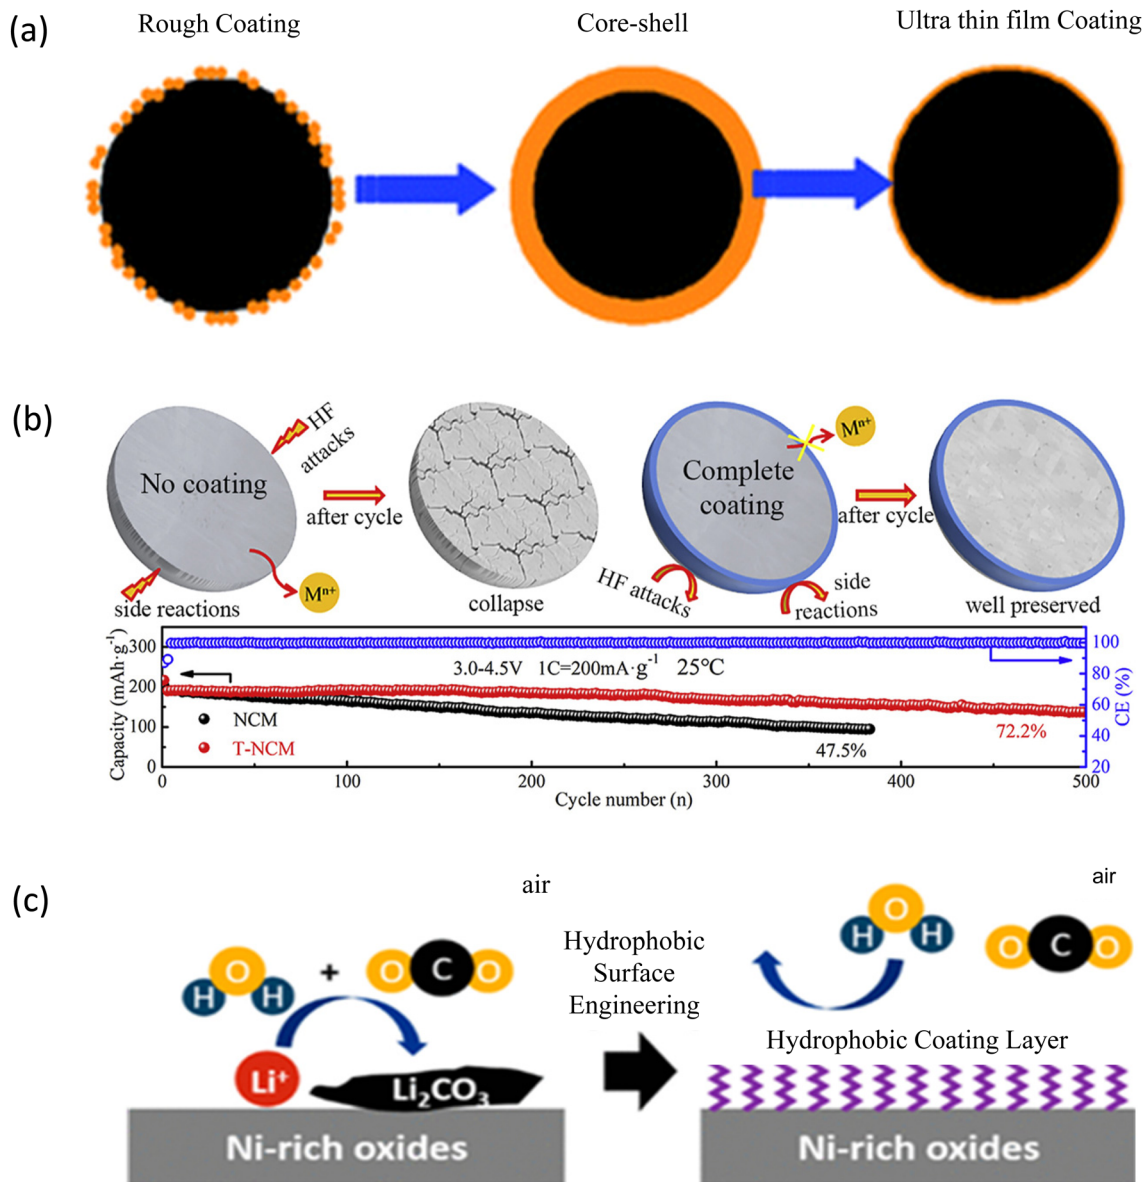 (a)
Rough Coating
Core-shell
Ultra thin film Coating
(b)
No coating
HF
attacks
side reactions
Mⁿ⁺
after cycle
collapse
Complete
coating
Mⁿ⁺
HF attacks
side
reactions
after cycle
well preserved
Capacity (mAh·g⁻¹)
300
200
100
0
3.0-4.5V 1C=200mA·g⁻¹ 25℃
NCM
T-NCM
47.5%
72.2%
100
80
60
40
20
CE (%)
0
100
200
300
400
500
Cycle number (n)
(c)
air
H O H + O C O
Li⁺
Li₂CO₃
Ni-rich oxides
Hydrophobic
Surface
Engineering
air
H O H
O C O
Hydrophobic Coating Layer
Ni-rich oxides